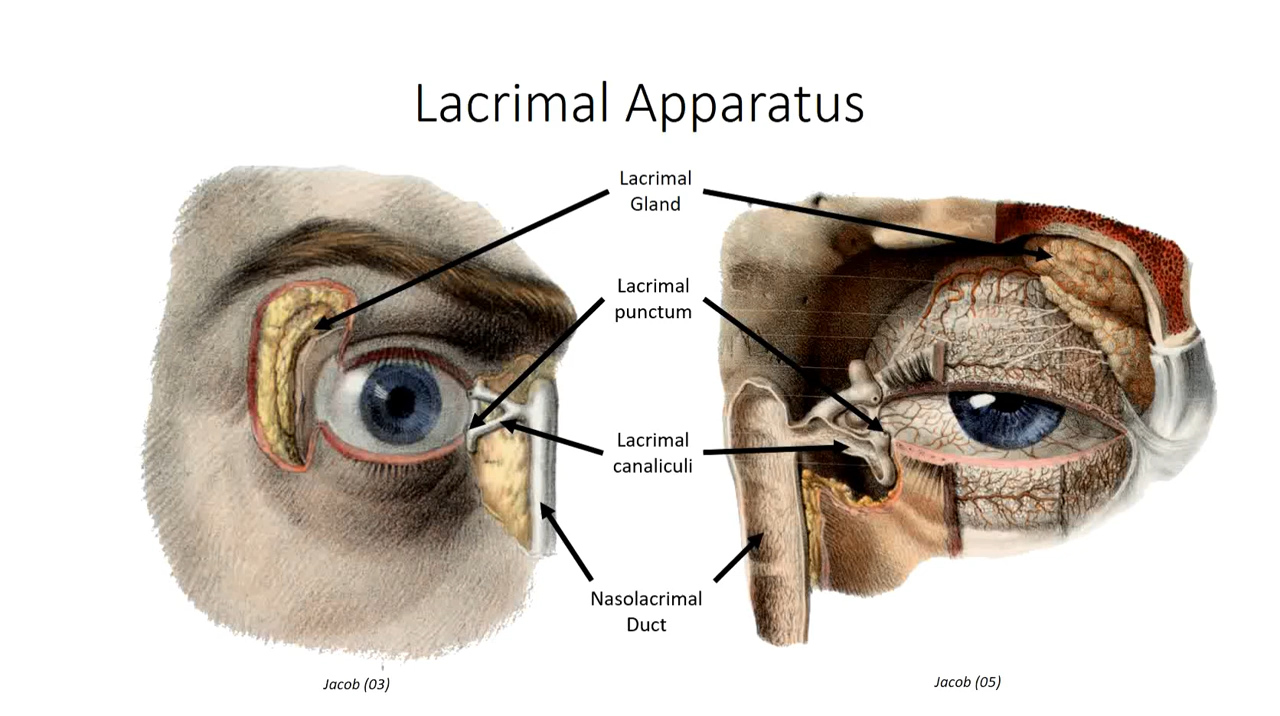 Lacrimal Apparatus
Lacrimal
Gland
Lacrimal
punctum
Lacrimal
canaliculi
Nasolacrimal
Duct
Jacob (03)
Jacob (05)